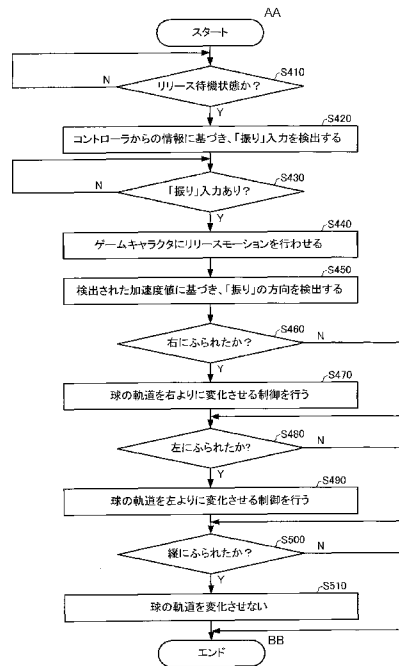 AA
スタート
S410
リリース待機状態か?
N
Y
S420
コントローラからの情報に基づき、「振り」入力を検出する
S430
「振り」入力あり?
N
Y
S440
ゲームキャラクタにリリースモーションを行わせる
S450
検出された加速度値に基づき、「振り」の方向を検出する
S460
右にふられたか?
N
Y
S470
球の軌道を右よりに変化させる制御を行う
S480
左にふられたか?
N
Y
S490
球の軌道を左よりに変化させる制御を行う
S500
縦にふられたか?
N
Y
S510
球の軌道を変化させない
BB
エンド